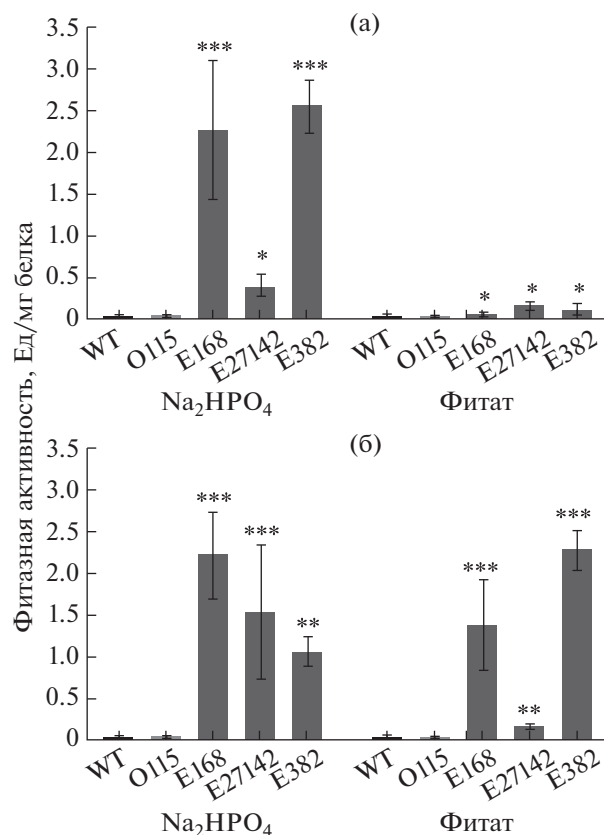 (а)
Фитазная активность, Ед/мг белка
3.5
3.0
2.5
2.0
1.5
1.0
0.5
0
*** * *** * * *
WT O115 E168 E27142 E382 WT O115 E168 E27142 E382
Na₂HPO₄ Фитат
(б)
3.5
3.0
2.5
2.0
1.5
1.0
0.5
0
*** *** ** *** ** ***
WT O115 E168 E27142 E382 WT O115 E168 E27142 E382
Na₂HPO₄ Фитат